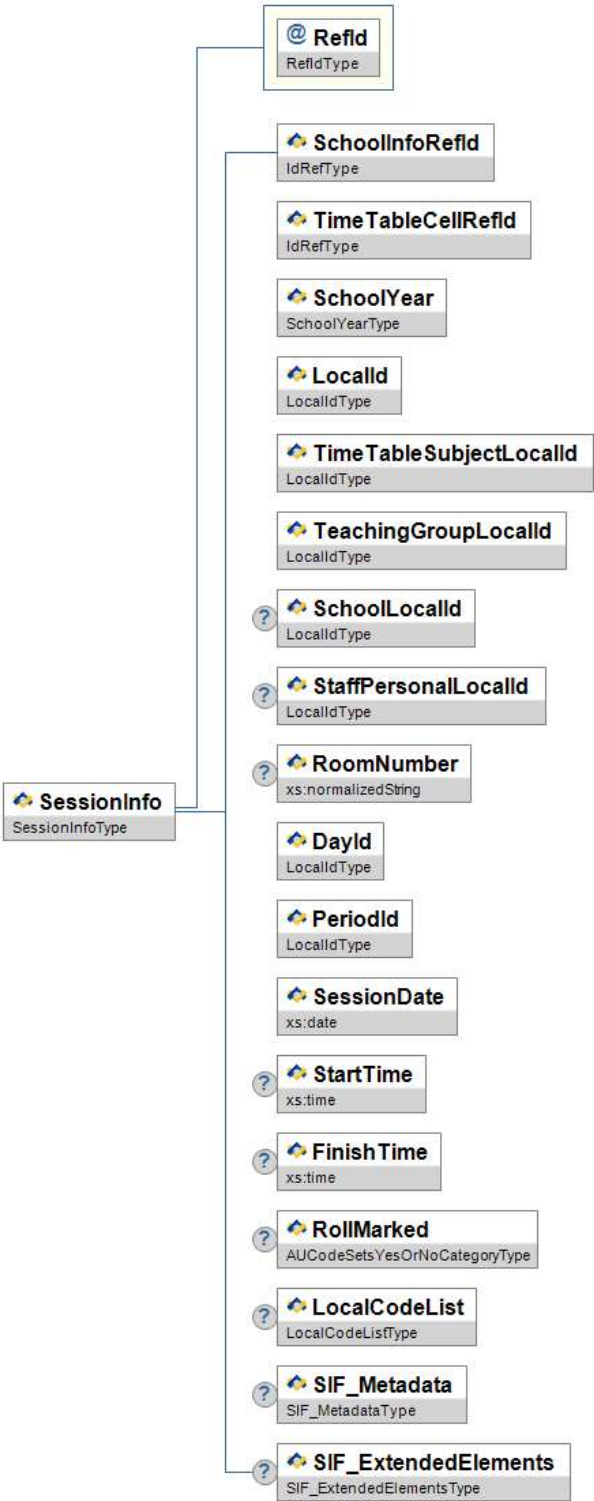 @ RefId
RefIdType
SchoolInfoRefId
IdRefType
TimeTableCellRefId
IdRefType
SchoolYear
SchoolYearType
LocalId
LocalIdType
TimeTableSubjectLocalId
LocalIdType
TeachingGroupLocalId
LocalIdType
? SchoolLocalId
LocalIdType
? StaffPersonalLocalId
LocalIdType
? RoomNumber
xs:normalizedString
SessionInfo
SessionInfoType
DayId
LocalIdType
PeriodId
LocalIdType
SessionDate
xs:date
? StartTime
xs:time
? FinishTime
xs:time
? RollMarked
AUCodeSetsYesOrNoCategoryType
? LocalCodeList
LocalCodeListType
? SIF_Metadata
SIF_MetadataType
? SIF_ExtendedElements
SIF_ExtendedElementsType